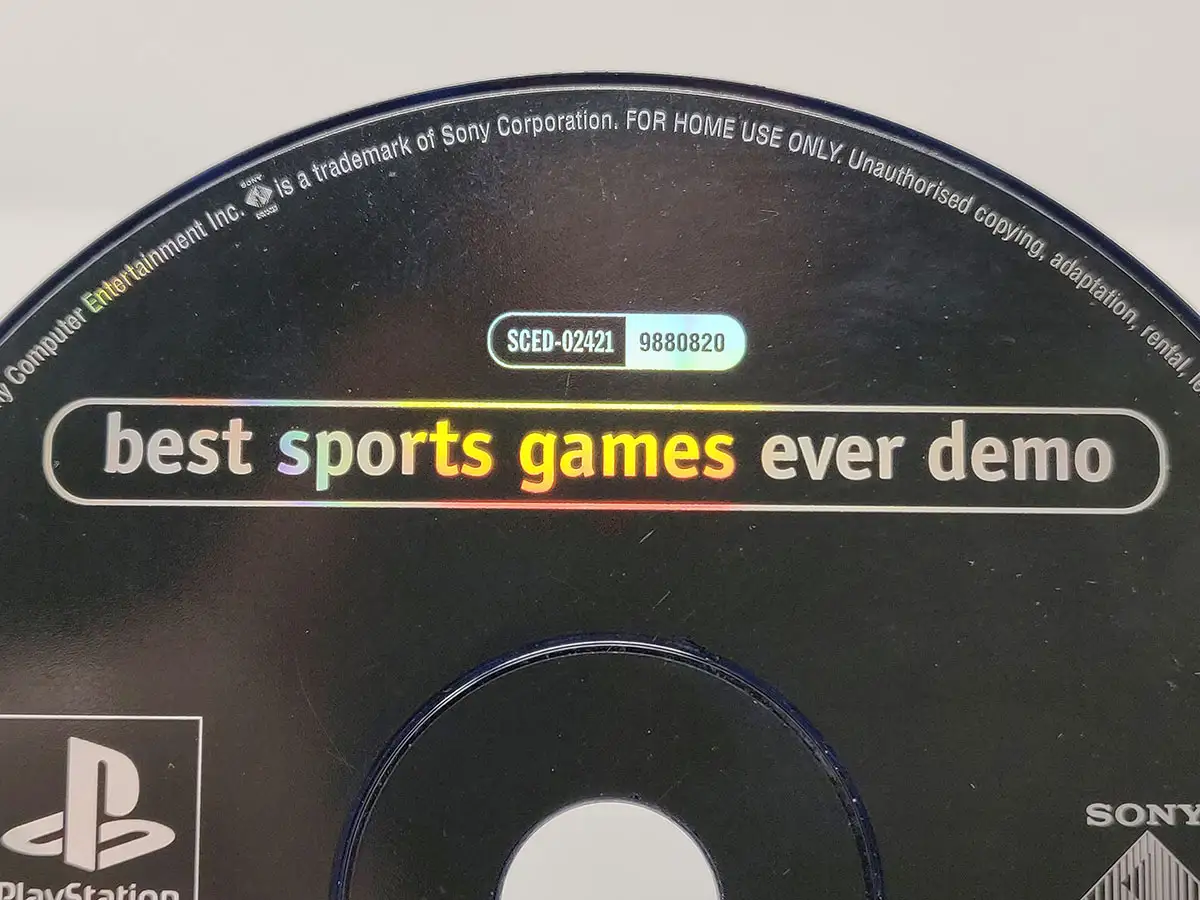 Computer Entertainment Inc. SONY is a trademark of Sony Corporation. FOR HOME USE ONLY. Unauthorised copying, adaptation, rental,
SCED-02421 9880820
best sports games ever demo
PlayStation
SONY